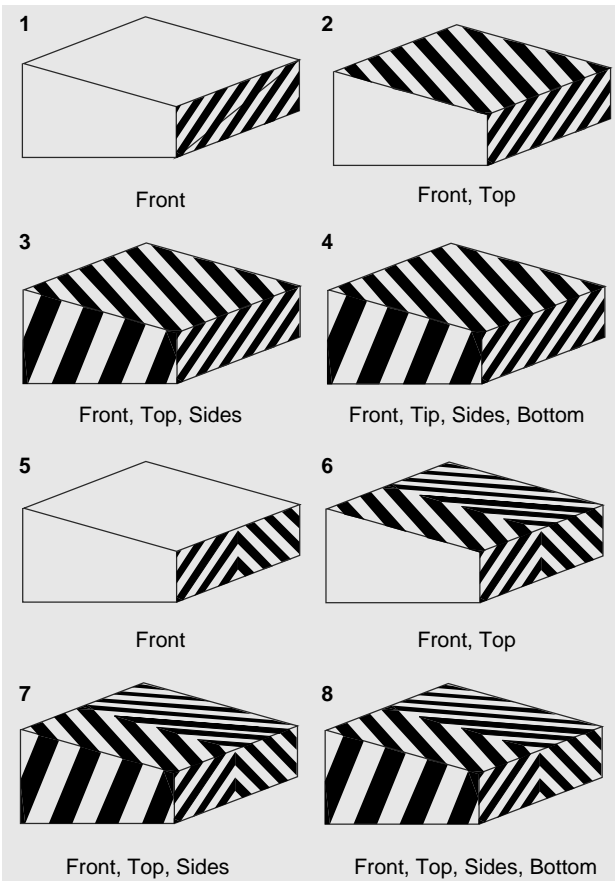 1 2
Front Front, Top
3 4
Front, Top, Sides Front, Tip, Sides, Bottom
5 6
Front Front, Top
7 8
Front, Top, Sides Front, Top, Sides, Bottom